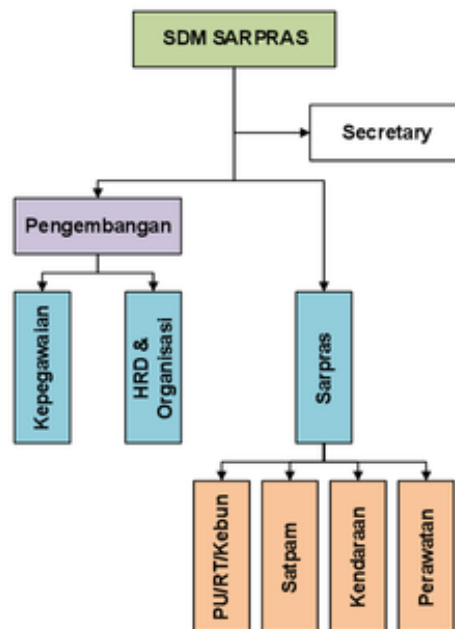 SDM SARPRAS
Secretary
Pengembangan
Kepegawaian
HRD &
Organisasi
Sarpras
PU/RT/Kebun
Satpam
Kendaraan
Perawatan